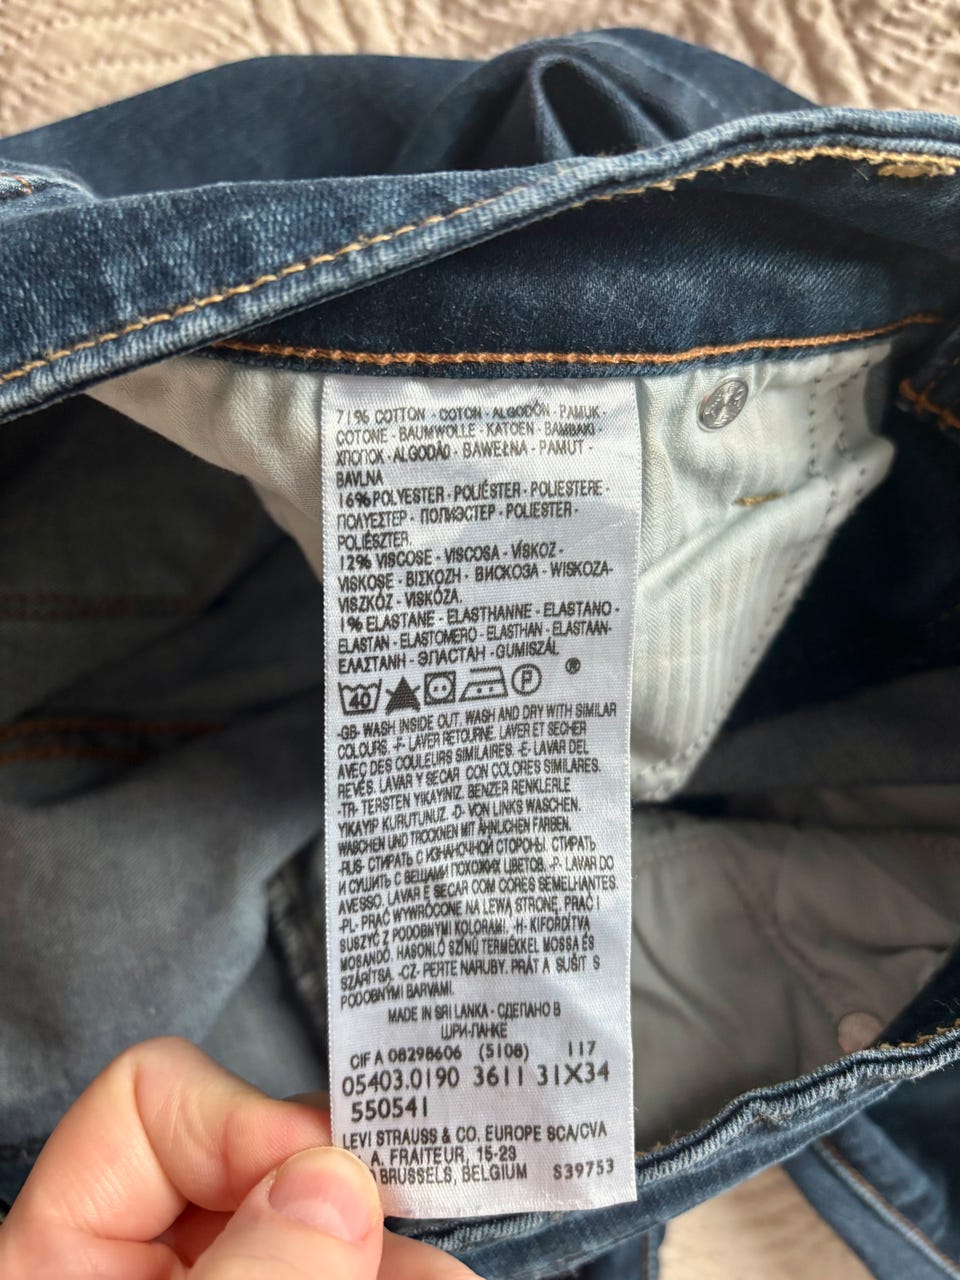 71% COTTON - COTON - ALGODÓN - PAMUK -
COTONE - BAUMWOLLE - KATOEN - BAMBAKI -
ХЛОПОК - ALGODÃO - BAWEŁNA - PAMUT -
BAVLNA
16% POLYESTER - POLIÉSTER - POLIESTERE -
ΠΟΛΥΕΣΤΕΡ - ПОЛИЭСТЕР - POLIESTER -
POLIÉSZTER.
12% VISCOSE - VISCOSA - VÍSKOZ -
VISKOSE - ΒΙΣΚΟΖΗ - ВИСКОЗА - WISKOZA-
VISZKÓZ - VISKÓZA.
1% ELASTANE - ELASTHANNE - ELASTANO -
ELASTAN - ELASTOMERO - ELASTHAN - ELASTAAN-
ΕΛΑΣΤΑΝΗ - ЭЛАСТАН - GUMISZÁL
40 P ®
-GB- WASH INSIDE OUT. WASH AND DRY WITH SIMILAR
COLOURS. -F- LAVER RETOURNE. LAVER ET SECHER
AVEC DES COULEURS SIMILAIRES. -E- LAVAR DEL
REVÉS. LAVAR Y SECAR CON COLORES SIMILARES.
-TR- TERSTEN YIKAYINIZ. BENZER RENKLERLE
YIKAYIP KURUTUNUZ. -D- VON LINKS WASCHEN.
WASCHEN UND TROCKNEN MIT ÄHNLICHEN FARBEN.
-RUS- СТИРАТЬ С ИЗНАНОЧНОЙ СТОРОНЫ. СТИРАТЬ
И СУШИТЬ С ВЕЩАМИ ПОХОЖИХ ЦВЕТОВ. -P- LAVAR DO
AVESSO. LAVAR E SECAR COM CORES SEMELHANTES.
-PL- PRAĆ WYWRÓCONE NA LEWĄ STRONĘ, PRAĆ I
SUSZYĆ Z PODOBNYMI KOLORAMI. -H- KIFORDÍTVA
MOSANDÓ. HASONLÓ SZÍNŰ TERMÉKKEL MOSSA ÉS
SZÁRÍTSA. -CZ- PERTE NARUBY. PRÁT A SUŠIT S
PODOBNÝMI BARVAMI.
MADE IN SRI LANKA - СДЕЛАНО В
ШРИ-ЛАНКЕ
CIF A 08298606 (5108) 117
05403.0190 3611 31X34
550541
LEVI STRAUSS & CO. EUROPE SCA/CVA
A. FRAITEUR, 15-23
BRUSSELS, BELGIUM S39753